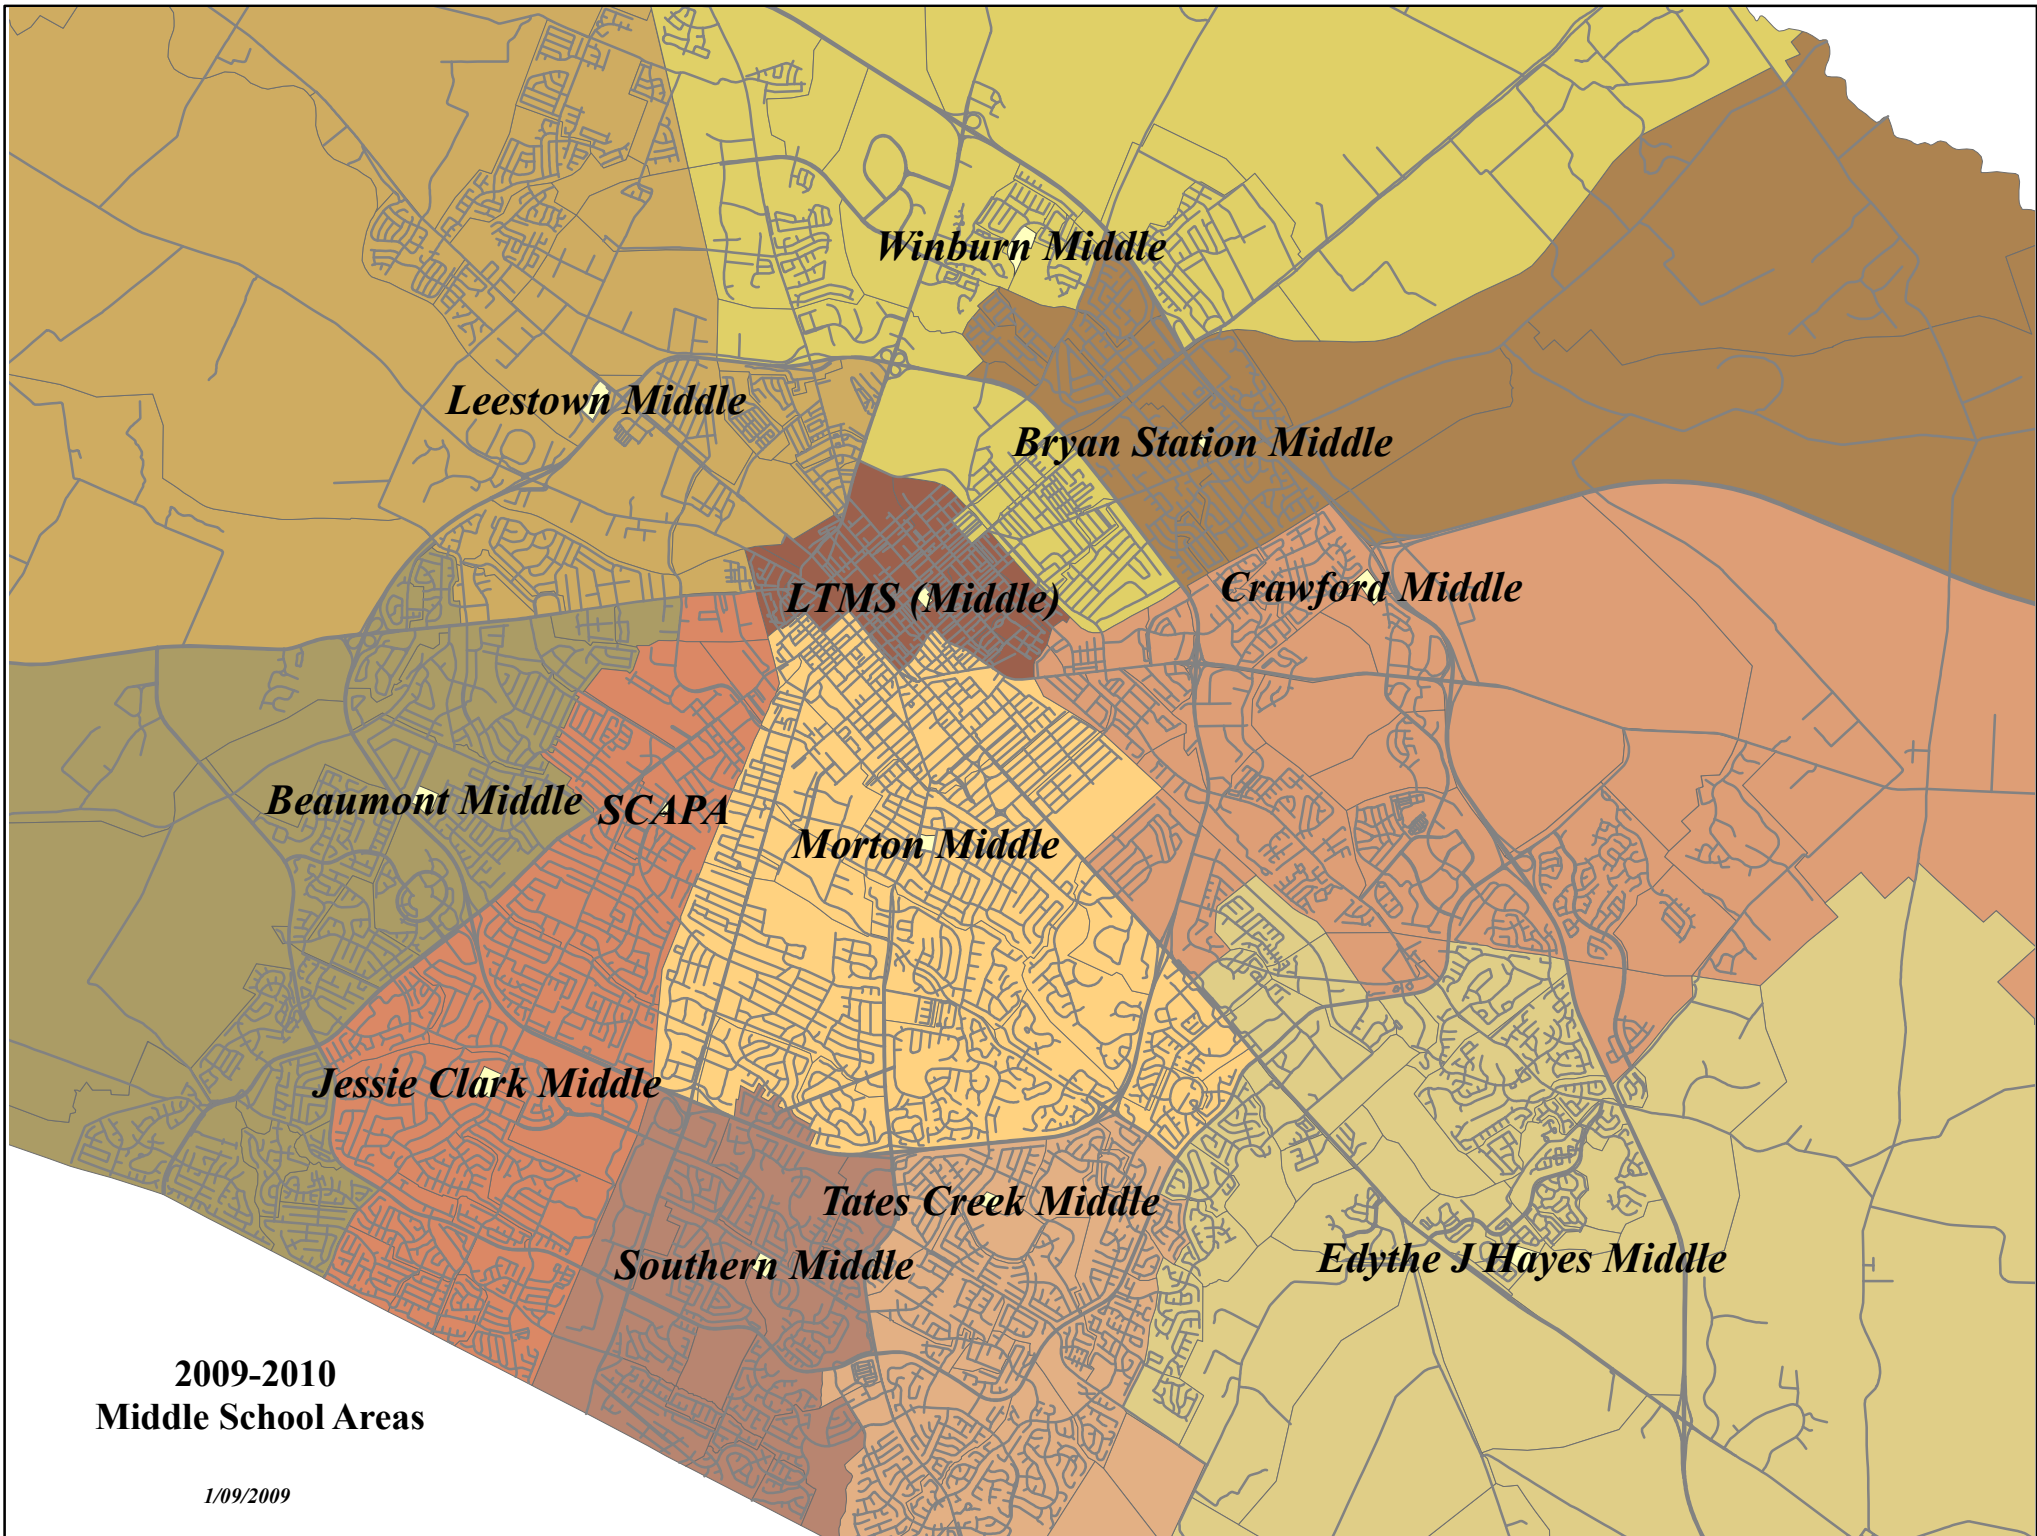 Winburn Middle
Leestown Middle
Bryan Station Middle
LTMS (Middle)
Crawford Middle
Beaumont Middle
SCAPA
Morton Middle
Jessie Clark Middle
Tates Creek Middle
Southern Middle
Edythe J Hayes Middle
2009-2010
Middle School Areas
1/09/2009